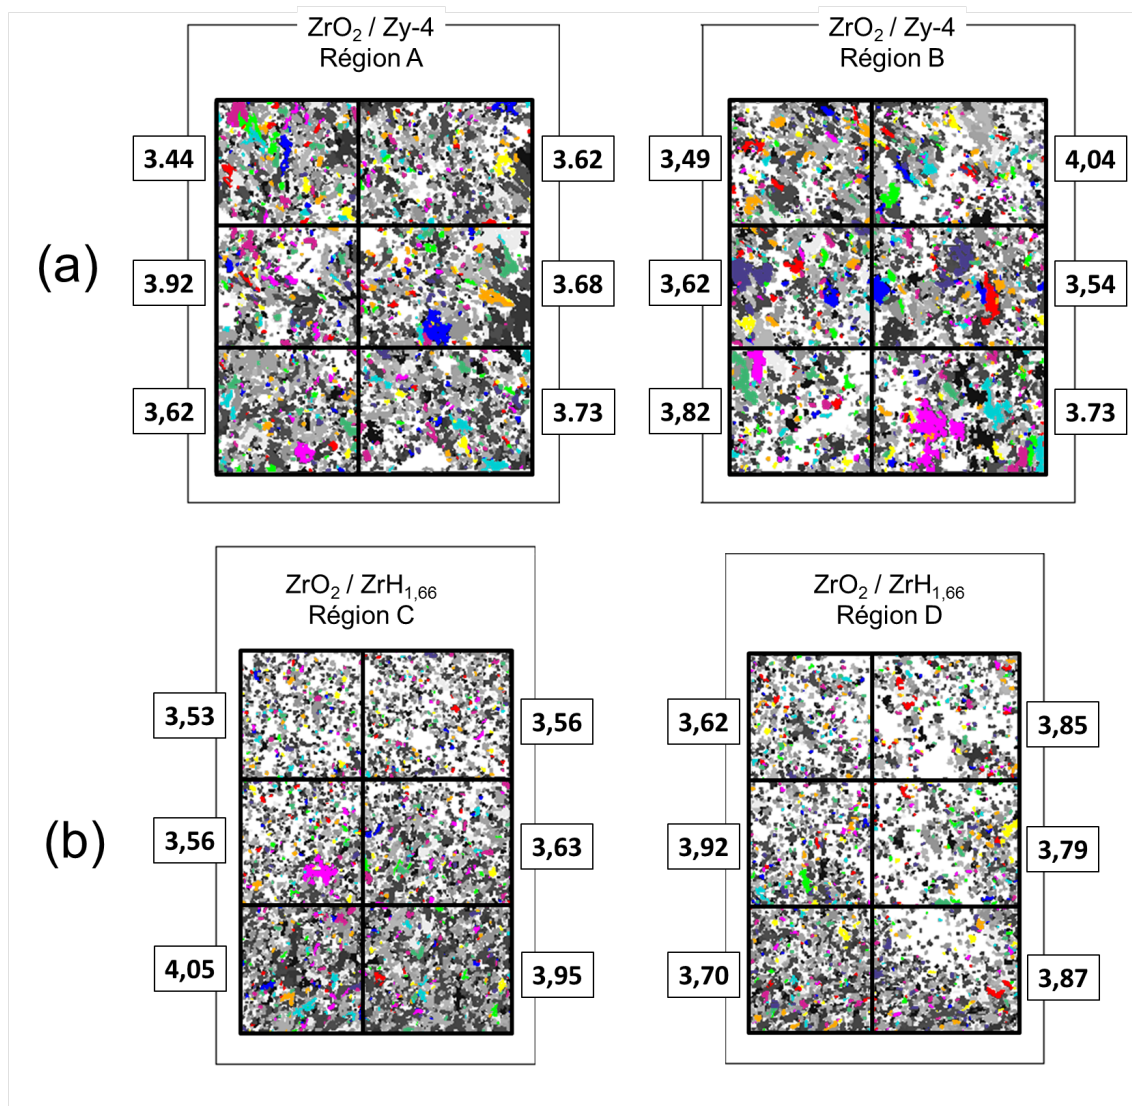 ZrO2 / Zy-4
Région A
ZrO2 / Zy-4
Région B
3.44
3.62
3,49
4,04
(a)
3.92
3.68
3,62
3,54
3,62
3.73
3,82
3.73
ZrO2 / ZrH1,66
Région C
ZrO2 / ZrH1,66
Région D
3,53
3,56
3,62
3,85
(b)
3,56
3,63
3,92
3,79
4,05
3,95
3,70
3,87